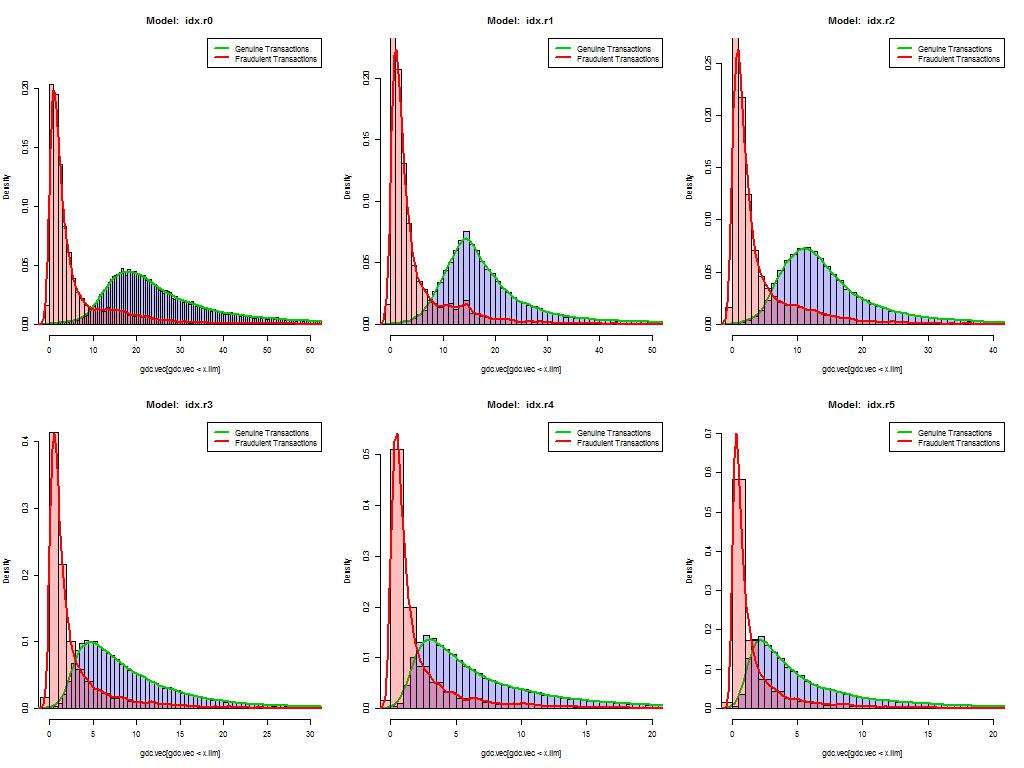 Model: idx.r0
Genuine Transactions
Fraudulent Transactions
Density
0.00 0.05 0.10 0.15 0.20
0 10 20 30 40 50 60
gdc.vec[gdc.vec < x.lim]
Model: idx.r1
Genuine Transactions
Fraudulent Transactions
Density
0.00 0.05 0.10 0.15 0.20
0 10 20 30 40 50
gdc.vec[gdc.vec < x.lim]
Model: idx.r2
Genuine Transactions
Fraudulent Transactions
Density
0.00 0.05 0.10 0.15 0.20 0.25
0 10 20 30 40
gdc.vec[gdc.vec < x.lim]
Model: idx.r3
Genuine Transactions
Fraudulent Transactions
Density
0.0 0.1 0.2 0.3 0.4
0 5 10 15 20 25 30
gdc.vec[gdc.vec < x.lim]
Model: idx.r4
Genuine Transactions
Fraudulent Transactions
Density
0.0 0.1 0.2 0.3 0.4 0.5
0 5 10 15 20
gdc.vec[gdc.vec < x.lim]
Model: idx.r5
Genuine Transactions
Fraudulent Transactions
Density
0.0 0.1 0.2 0.3 0.4 0.5 0.6 0.7
0 5 10 15 20
gdc.vec[gdc.vec < x.lim]